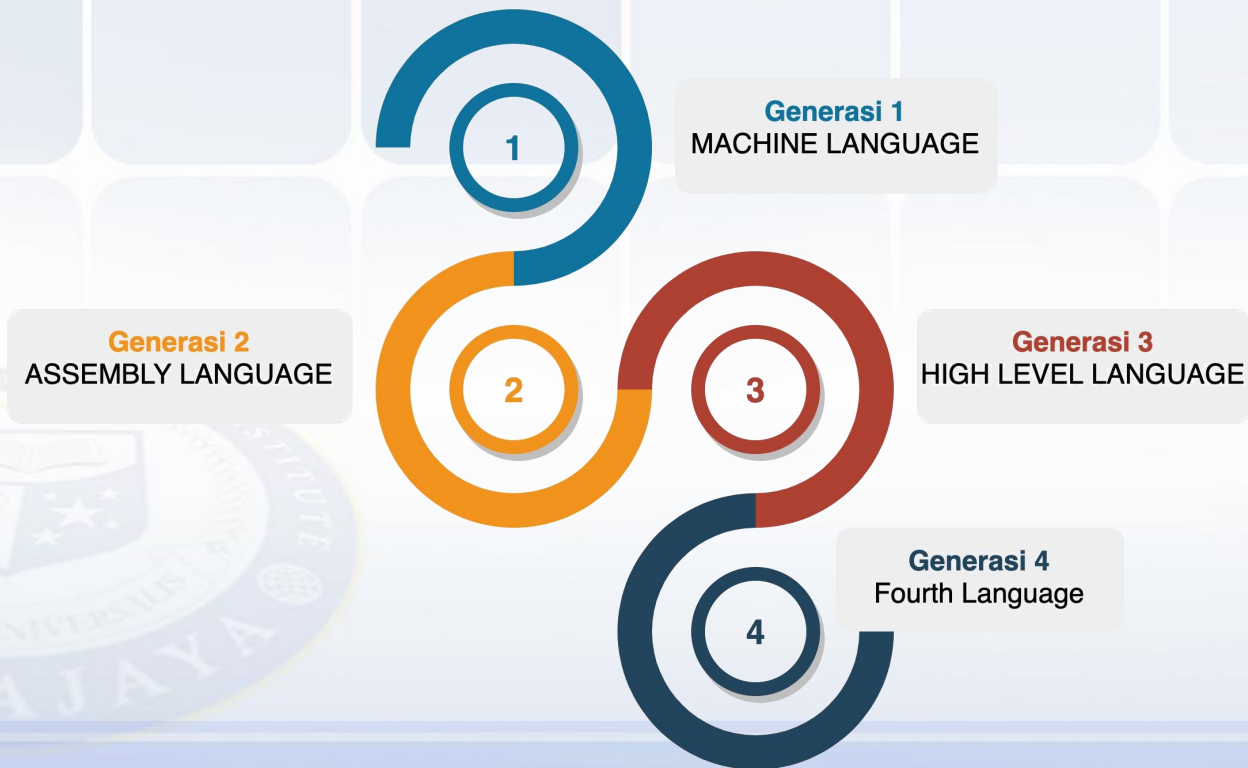 1
Generasi 1
MACHINE LANGUAGE
Generasi 2
ASSEMBLY LANGUAGE
2
3
Generasi 3
HIGH LEVEL LANGUAGE
Generasi 4
Fourth Language
4